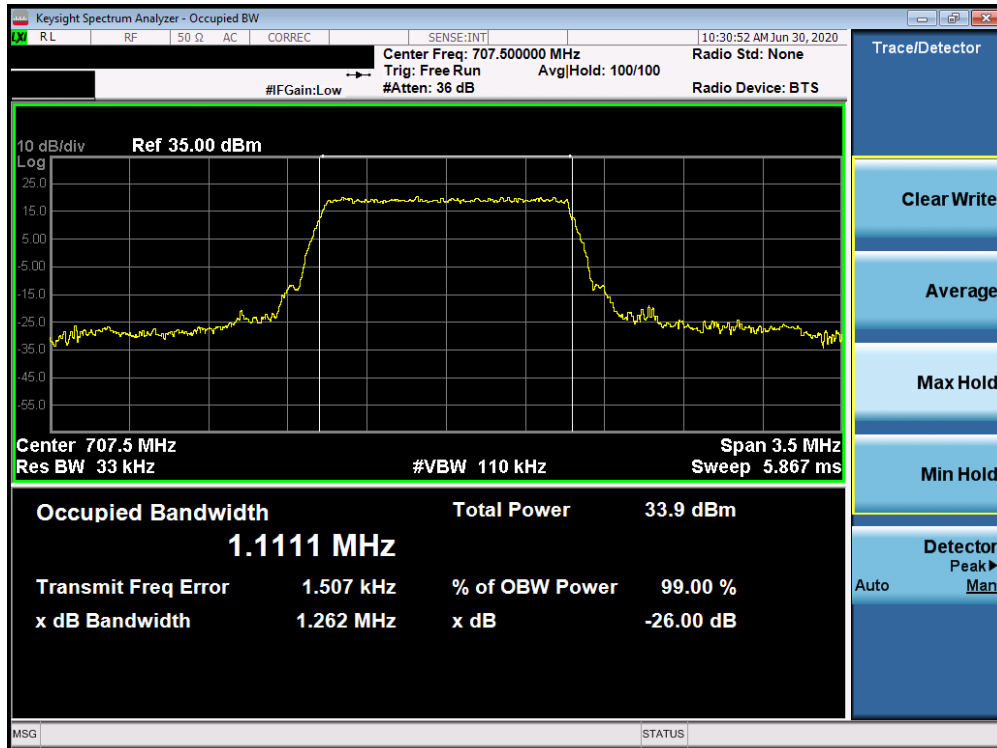 Keysight Spectrum Analyzer - Occupied BW
LXI RL RF 50 Ω AC CORREC SENSE:INT 10:30:52 AM Jun 30, 2020
Center Freq: 707.500000 MHz Radio Std: None
Trig: Free Run Avg|Hold: 100/100
#IFGain:Low #Atten: 36 dB Radio Device: BTS
10 dB/div Ref 35.00 dBm
Log
25.0
15.0
5.00
-5.00
-15.0
-25.0
-35.0
-45.0
-55.0
Center 707.5 MHz Span 3.5 MHz
Res BW 33 kHz #VBW 110 kHz Sweep 5.867 ms
Occupied Bandwidth Total Power 33.9 dBm
1.1111 MHz
Transmit Freq Error 1.507 kHz % of OBW Power 99.00 %
x dB Bandwidth 1.262 MHz x dB -26.00 dB
MSG STATUS
Trace/Detector
Clear Write
Average
Max Hold
Min Hold
Detector
Peak▶
Auto Man